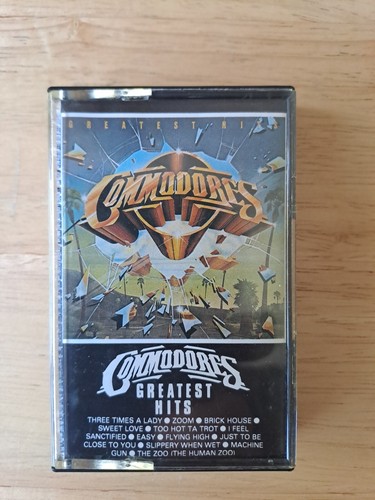 GREATEST HITS
COMMODORES
COMMODORES
GREATEST
HITS
THREE TIMES A LADY ● ZOOM ● BRICK HOUSE ●
SWEET LOVE ● TOO HOT TA TROT ● I FEEL
SANCTIFIED ● EASY ● FLYING HIGH ● JUST TO BE
CLOSE TO YOU ● SLIPPERY WHEN WET ● MACHINE
GUN ● THE ZOO (THE HUMAN ZOO)